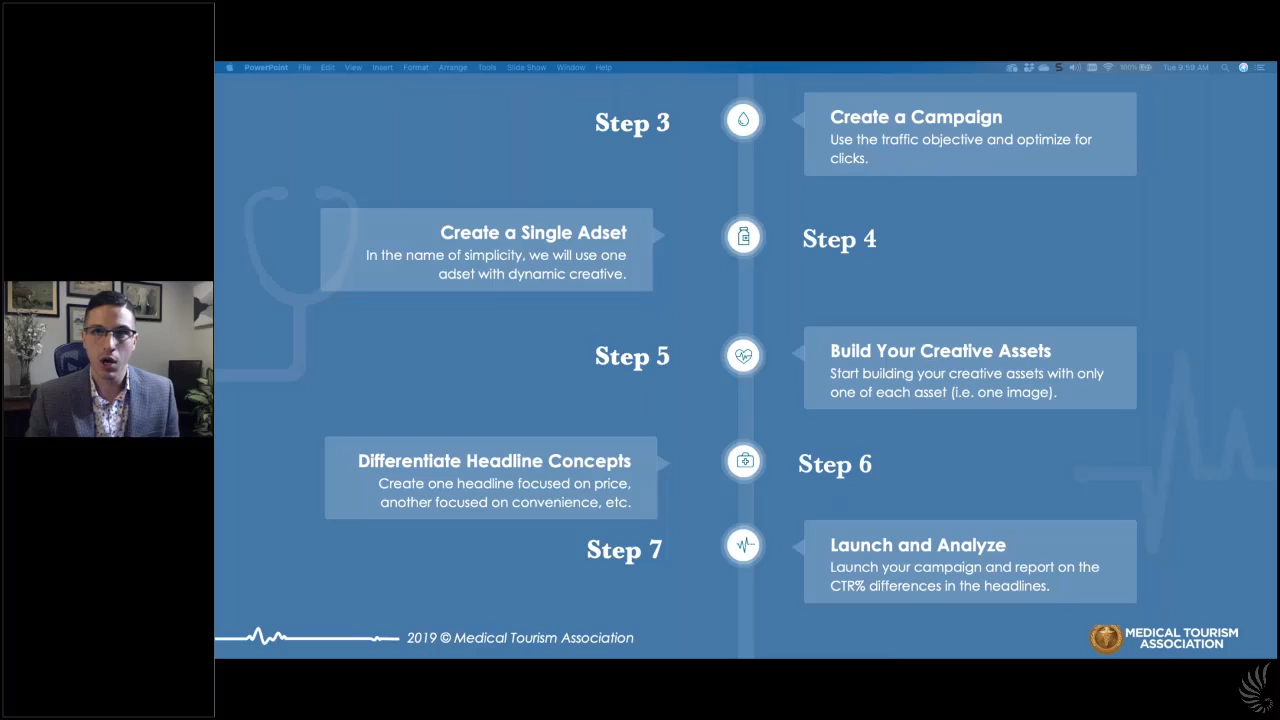 PowerPoint File Edit View Insert Format Arrange Tools Slide Show Window Help 100% Tue 9:59 AM
Step 3
Create a Campaign
Use the traffic objective and optimize for
clicks.
Create a Single Adset
In the name of simplicity, we will use one
adset with dynamic creative.
Step 4
Step 5
Build Your Creative Assets
Start building your creative assets with only
one of each asset (i.e. one image).
Differentiate Headline Concepts
Create one headline focused on price,
another focused on convenience, etc.
Step 6
Step 7
Launch and Analyze
Launch your campaign and report on the
CTR% differences in the headlines.
2019 © Medical Tourism Association
MEDICAL TOURISM
ASSOCIATION